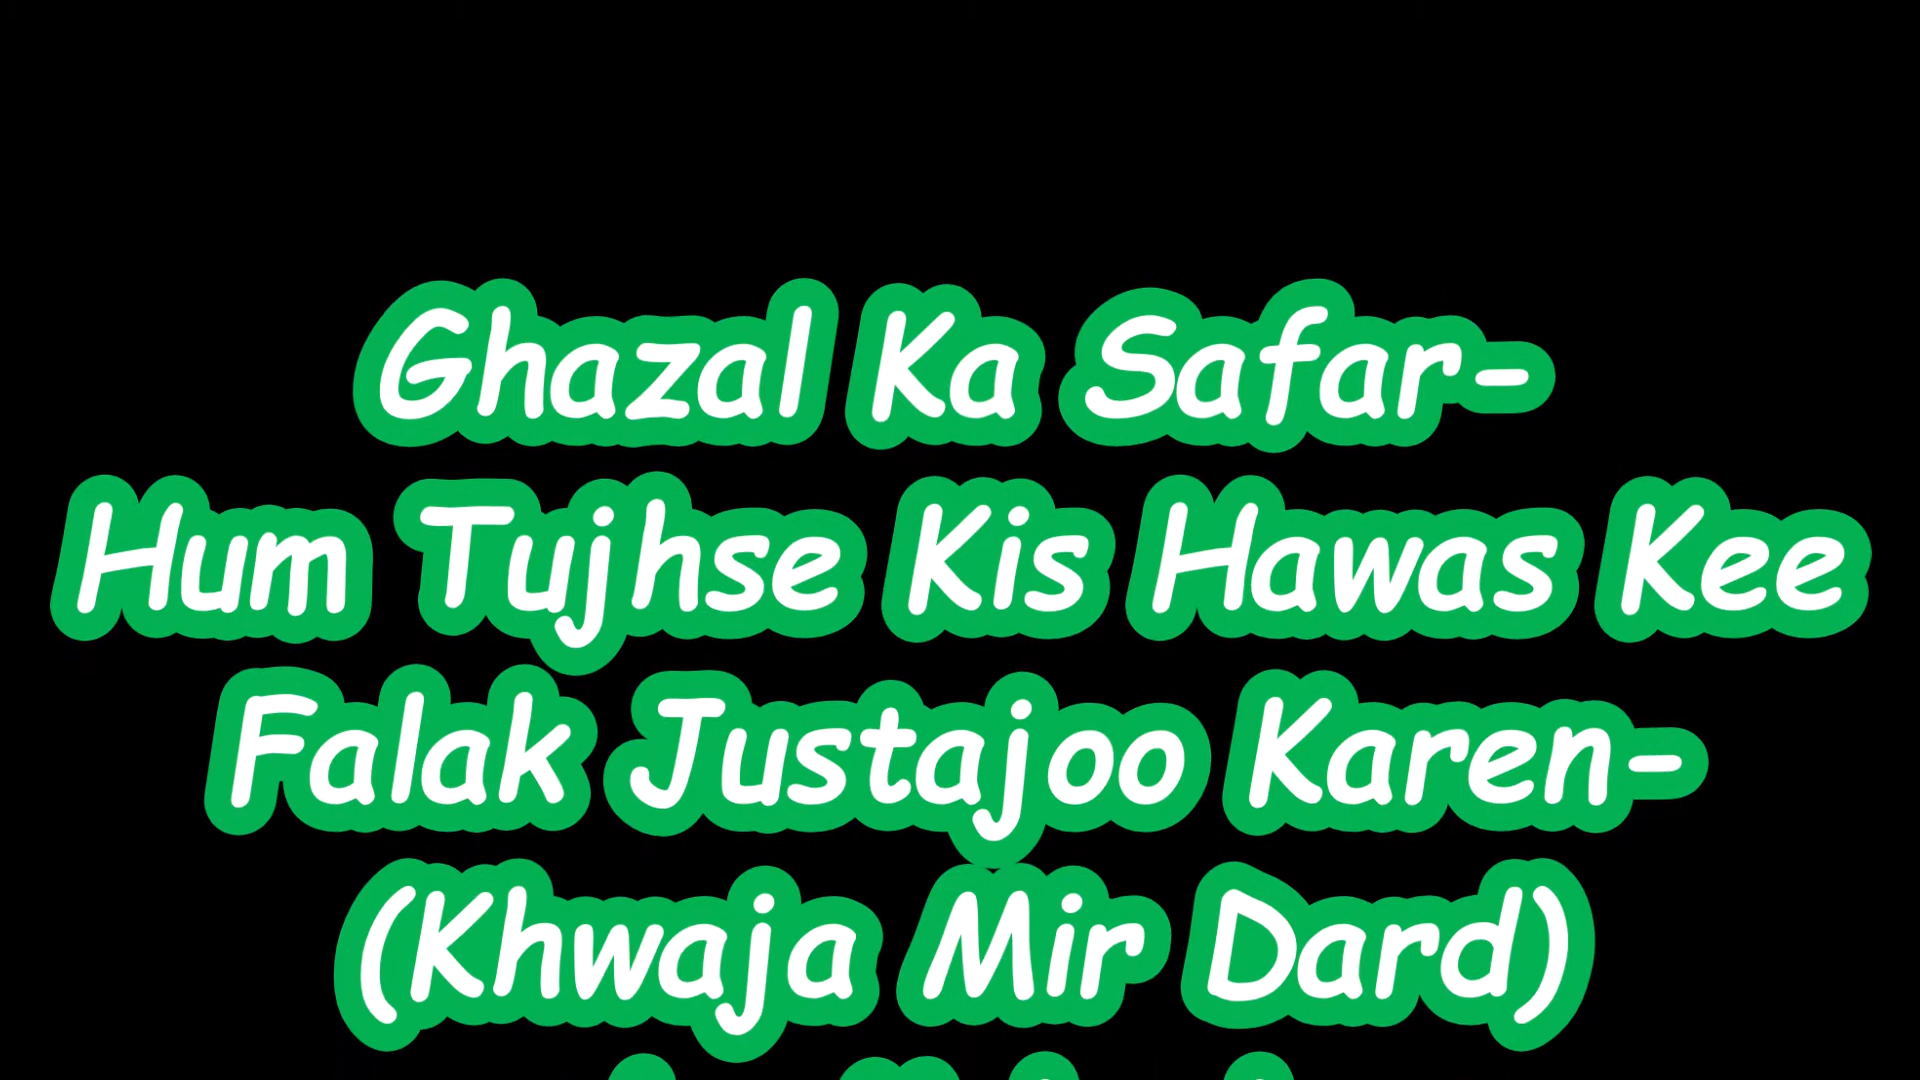 Ghazal Ka Safar-
Hum Tujhse Kis Hawas Kee
Falak Justajoo Karen-
(Khwaja Mir Dard)